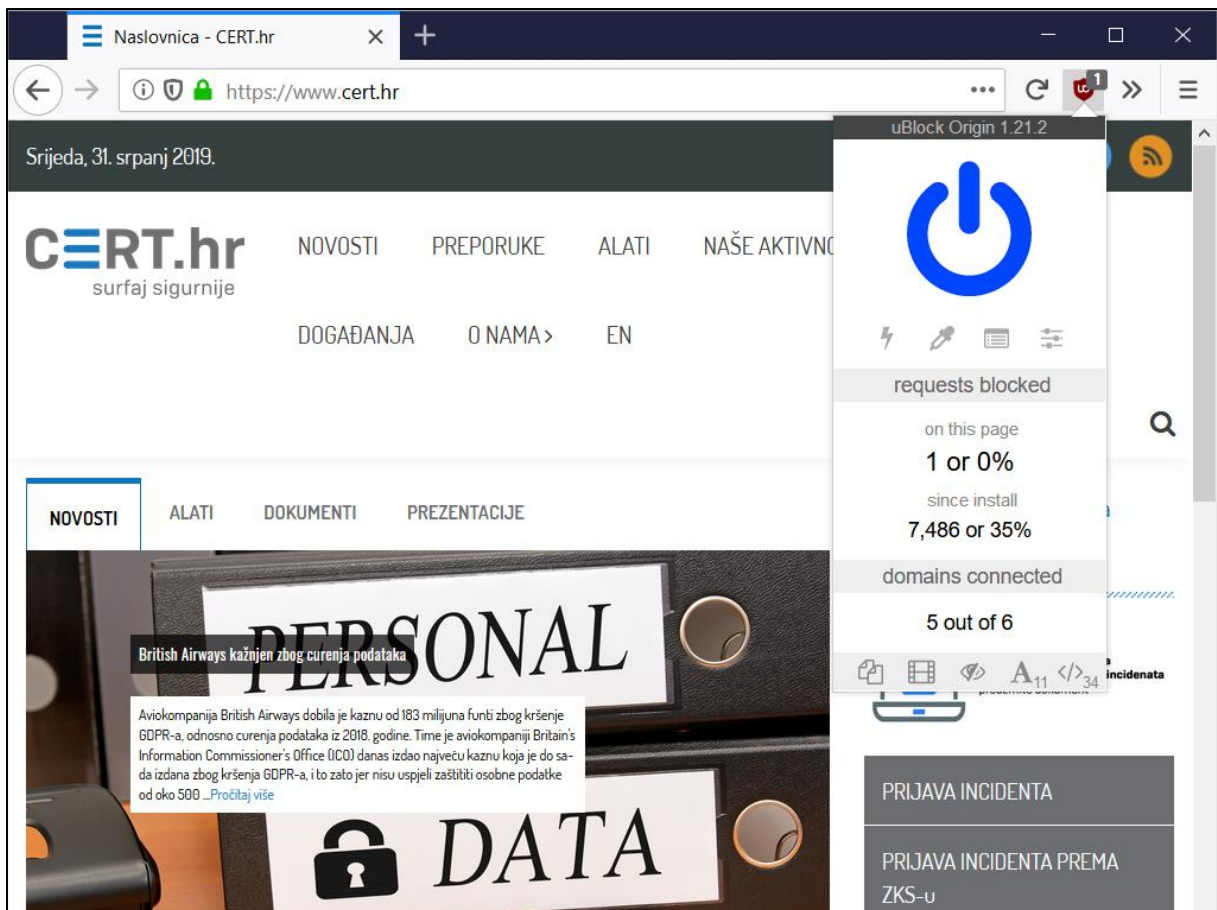 Naslovnica - CERT.hr
https://www.cert.hr
1
uBlock Origin 1.21.2
Srijeda, 31. srpanj 2019.
CERT.hr
surfaj sigurnije
NOVOSTI PREPORUKE ALATI NAŠE AKTIVNO
DOGAĐANJA O NAMA > EN
requests blocked
on this page
1 or 0%
since install
7,486 or 35%
domains connected
5 out of 6
A 11 </> 34
NOVOSTI ALATI DOKUMENTI PREZENTACIJE
PERSONAL
British Airways kažnjen zbog curenja podataka
Aviokompanija British Airways dobila je kaznu od 183 milijuna funti zbog kršenje
GDPR-a, odnosno curenja podataka iz 2018. godine. Time je aviokompaniji Britain's
Information Commissioner's Office (ICO) danas izdao najveću kaznu koja je do sa-
da izdana zbog kršenja GDPR-a, i to zato jer nisu uspjeli zaštititi osobne podatke
od oko 500 ...Pročitaj više
DATA
a
incidenata
PRIJAVA INCIDENTA
PRIJAVA INCIDENTA PREMA
ZKS-u